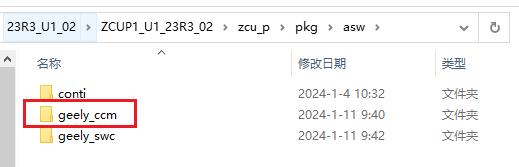 23R3_U1_02 > ZCUP1_U1_23R3_02 > zcu_p > pkg > asw >
名称 修改日期 类型
conti 2024-1-4 10:32 文件夹
geely_ccm 2024-1-11 9:40 文件夹
geely_swc 2024-1-11 9:42 文件夹